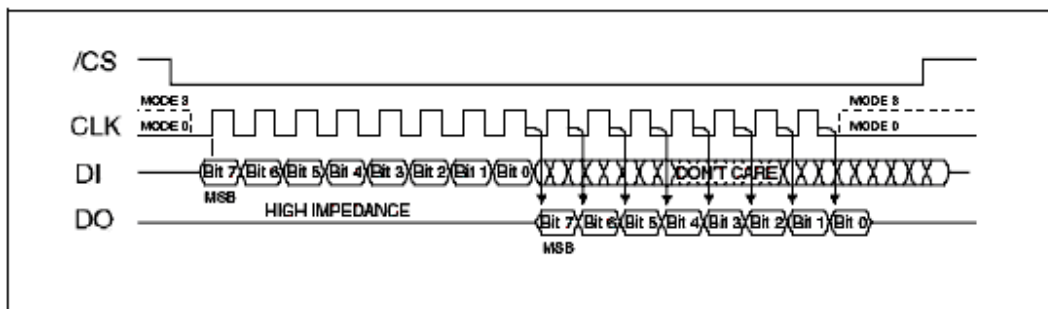 /CS
MODE 3 MODE 3
CLK MODE 0 MODE 0
DI Bit 7 Bit 6 Bit 5 Bit 4 Bit 3 Bit 2 Bit 1 Bit 0 DON'T CARE
MSB
HIGH IMPEDANCE
DO Bit 7 Bit 6 Bit 5 Bit 4 Bit 3 Bit 2 Bit 1 Bit 0
MSB